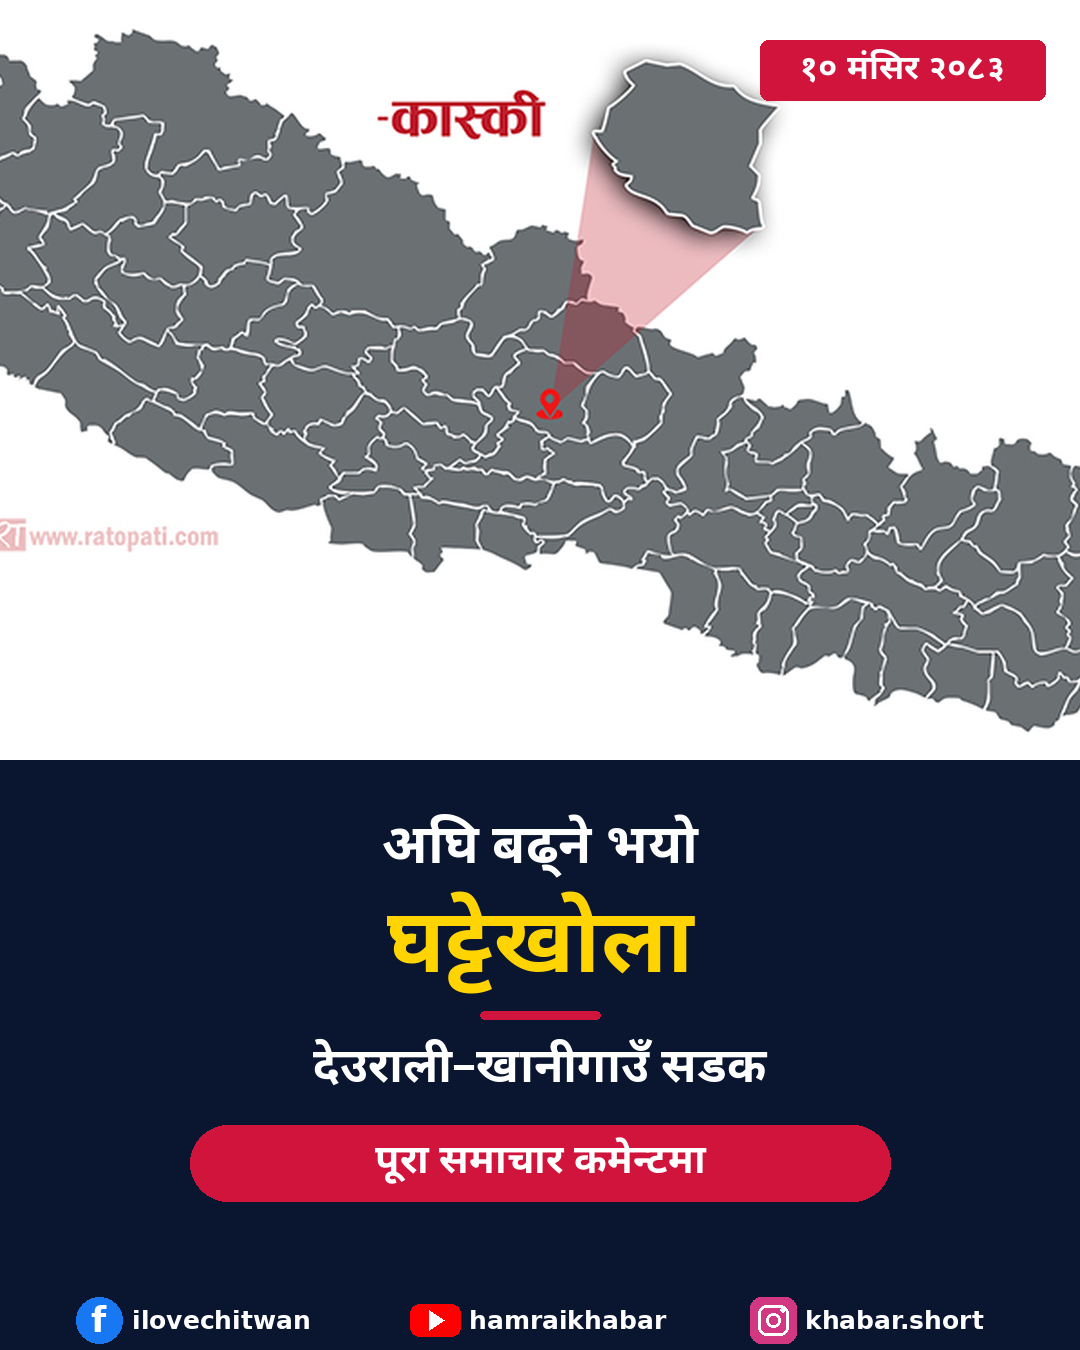 १० मंसिर २०८३
-कास्की
www.ratopati.com
अघि बढ्ने भयो
घट्टेखोला
देउराली–खानीगाउँ सडक
पूरा समाचार कमेन्टमा
ilovechitwan
hamraikhabar
khabar.short